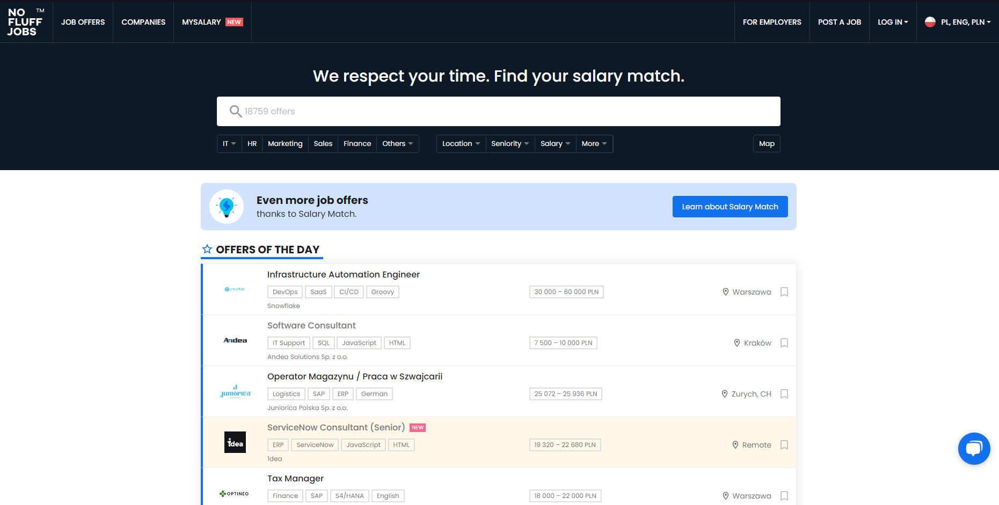 NO FLUFF JOBS ™
JOB OFFERS
COMPANIES
MYSALARY NEW
FOR EMPLOYERS
POST A JOB
LOG IN
PL, ENG, PLN
We respect your time. Find your salary match.
18759 offers
IT HR Marketing Sales Finance Others Location Seniority Salary More Map
Even more job offers
thanks to Salary Match.
Learn about Salary Match
OFFERS OF THE DAY
Infrastructure Automation Engineer
snowflake
DevOps SaaS CI/CD Groovy 30 000 – 60 000 PLN Warszawa
Snowflake
Software Consultant
Andea
IT Support SQL JavaScript HTML 7 500 – 10 000 PLN Kraków
Andea Solutions Sp. z o.o.
Operator Magazynu / Praca w Szwajcarii
juniorica
POLSKA
Logistics SAP ERP German 25 072 – 25 936 PLN Zurych, CH
Juniorica Polska Sp. z o.o.
ServiceNow Consultant (Senior) NEW
1dea
ERP ServiceNow JavaScript HTML 19 320 – 22 680 PLN Remote
1dea
Tax Manager
OPTINEO
Finance SAP S4/HANA English 18 000 – 22 000 PLN Warszawa